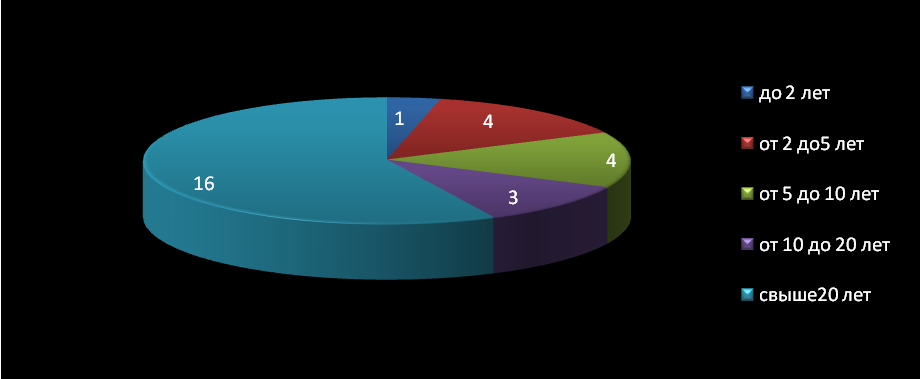 1
4
4
3
16
до 2 лет
от 2 до5 лет
от 5 до 10 лет
от 10 до 20 лет
свыше20 лет